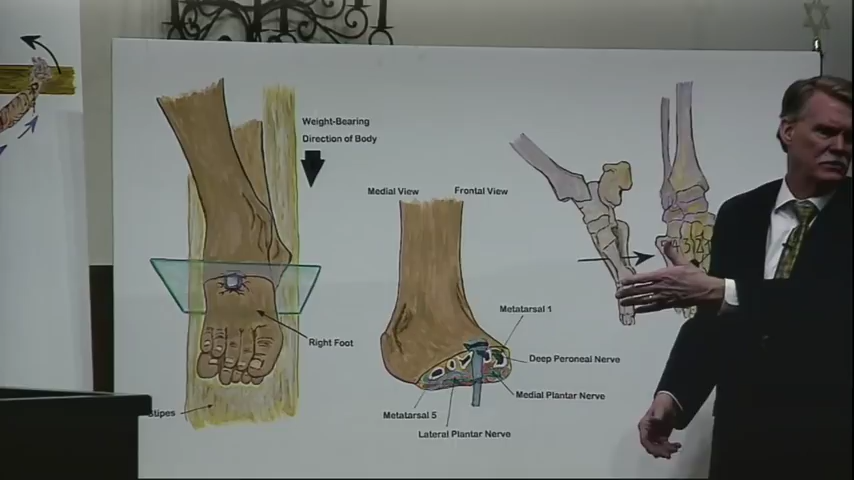 Weight-Bearing
Direction of Body
Medial View
Frontal View
Metatarsal 1
Right Foot
Deep Peroneal Nerve
Medial Plantar Nerve
Stipes
Metatarsal 5
Lateral Plantar Nerve